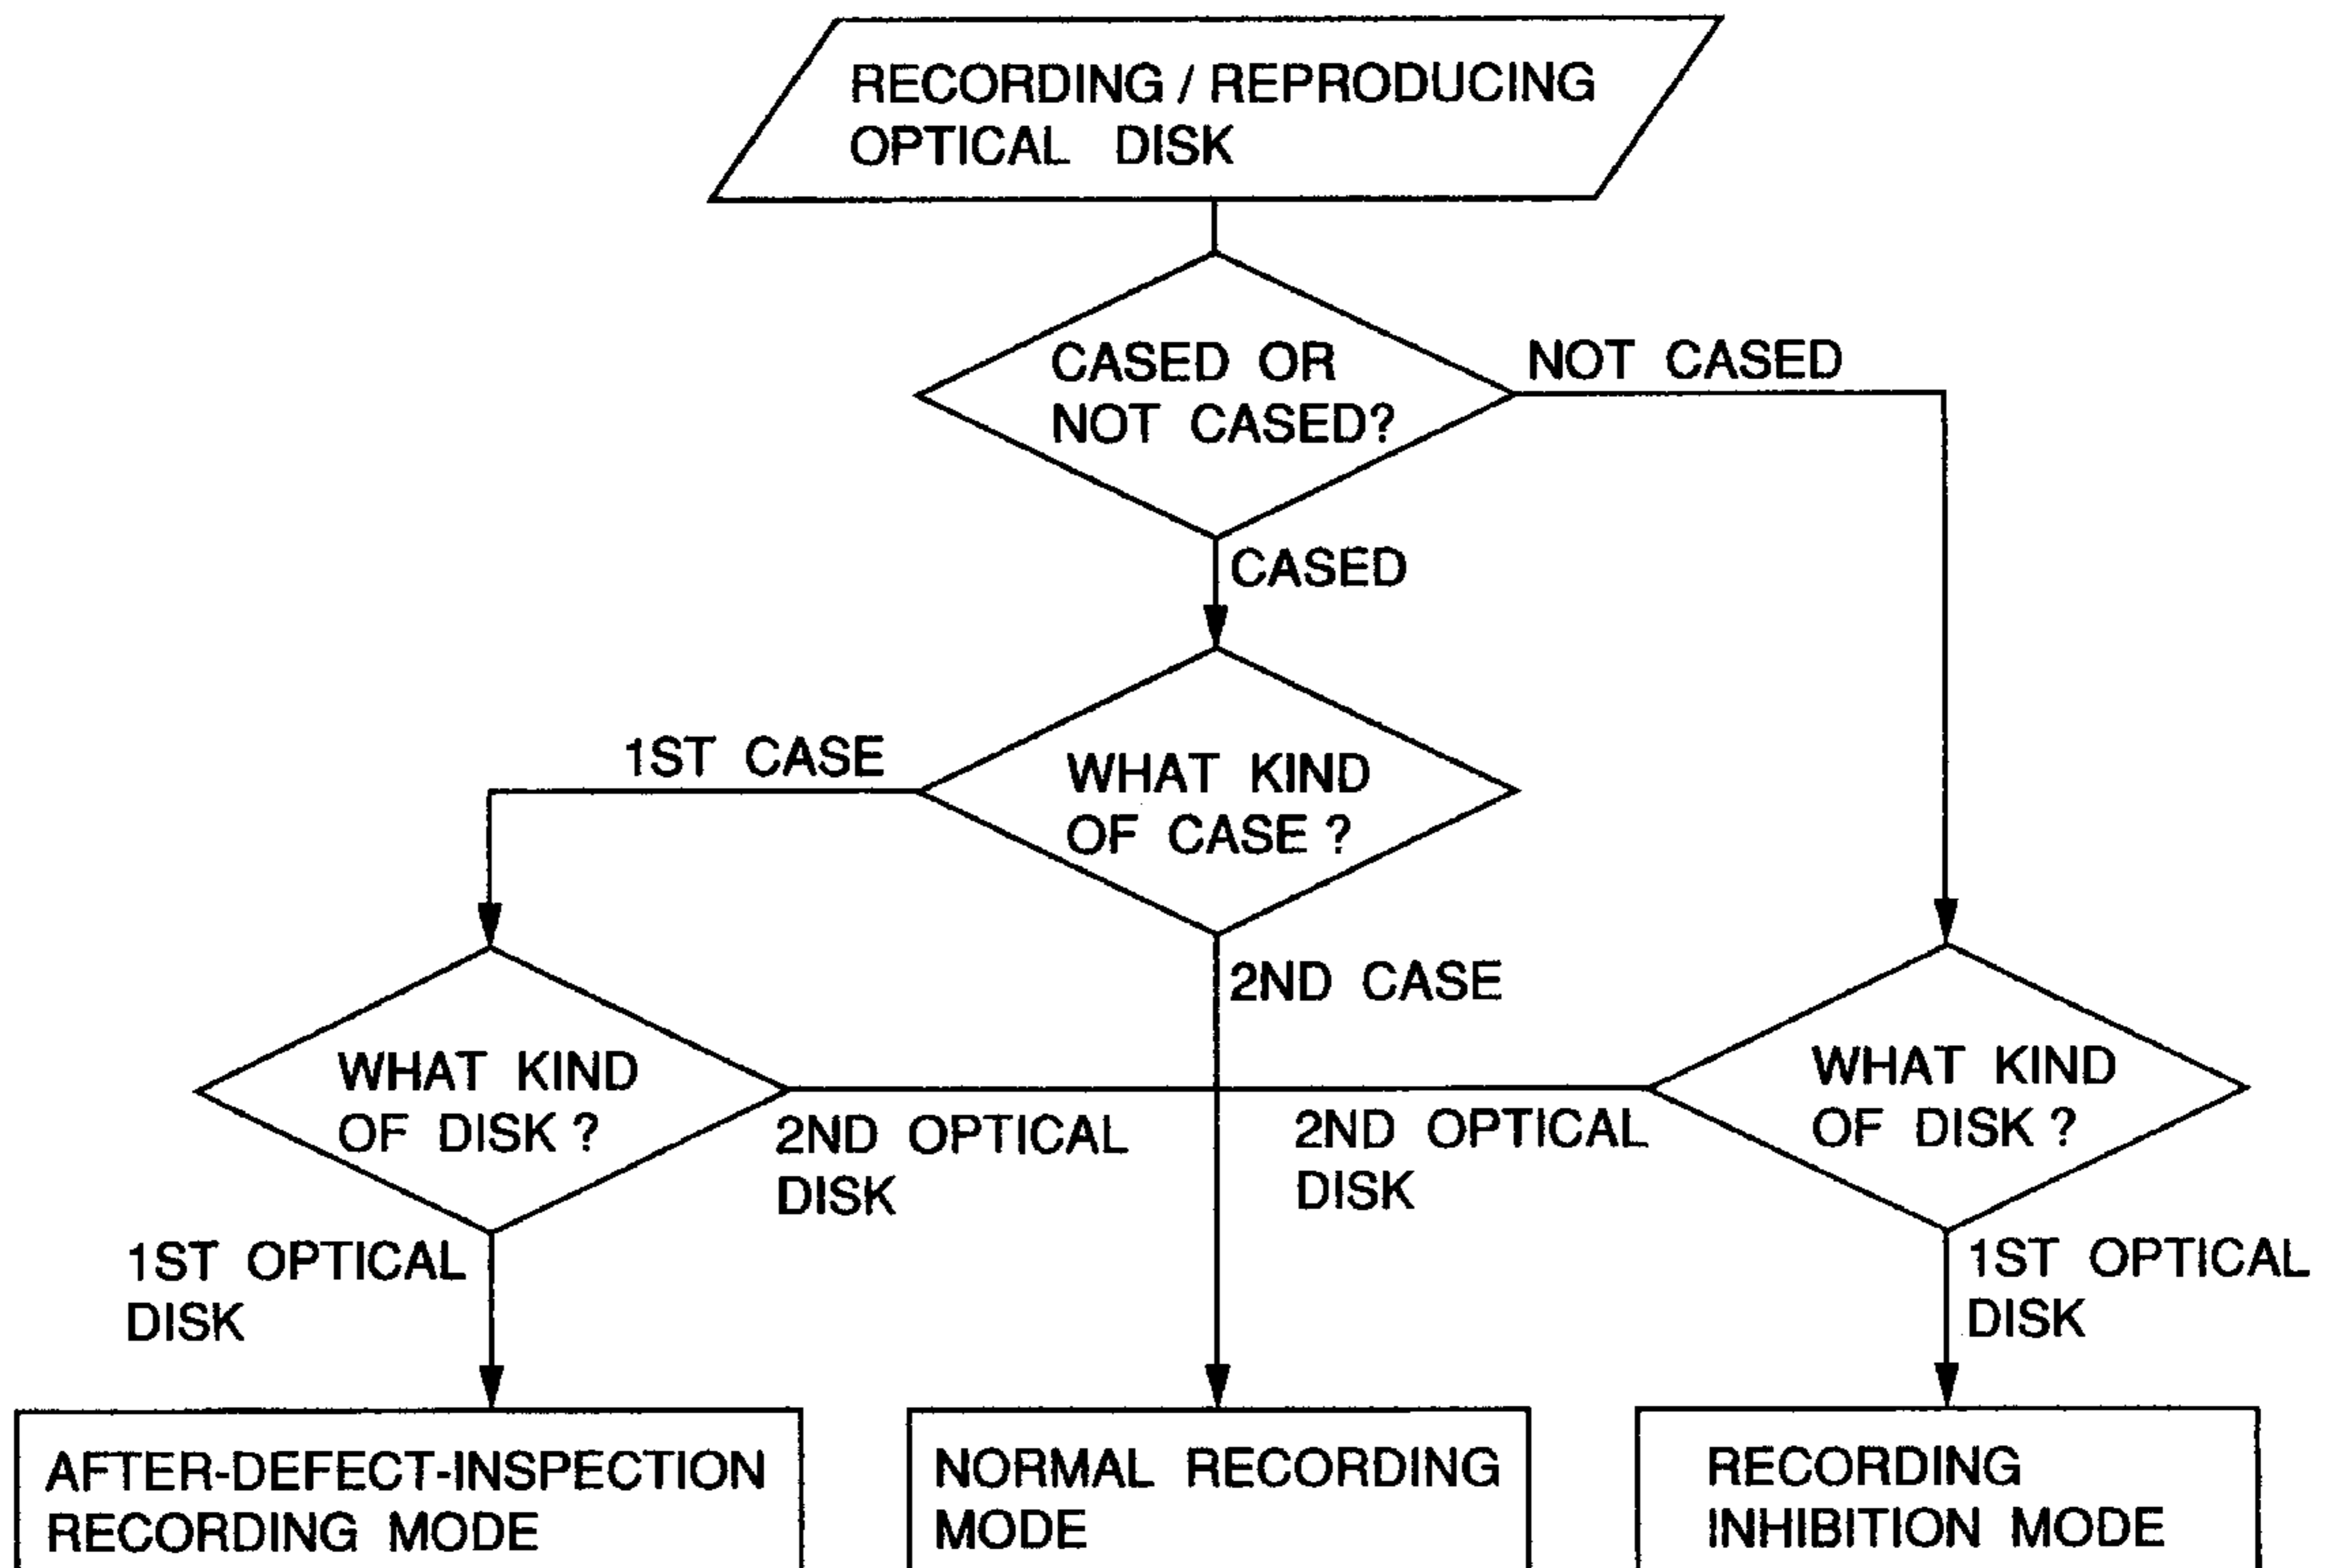 RECORDING / REPRODUCING
OPTICAL DISK
CASED OR
NOT CASED?
NOT CASED
CASED
1ST CASE
WHAT KIND
OF CASE ?
2ND CASE
WHAT KIND
OF DISK ?
2ND OPTICAL
DISK
2ND OPTICAL
DISK
WHAT KIND
OF DISK ?
1ST OPTICAL
DISK
1ST OPTICAL
DISK
AFTER-DEFECT-INSPECTION
RECORDING MODE
NORMAL RECORDING
MODE
RECORDING
INHIBITION MODE